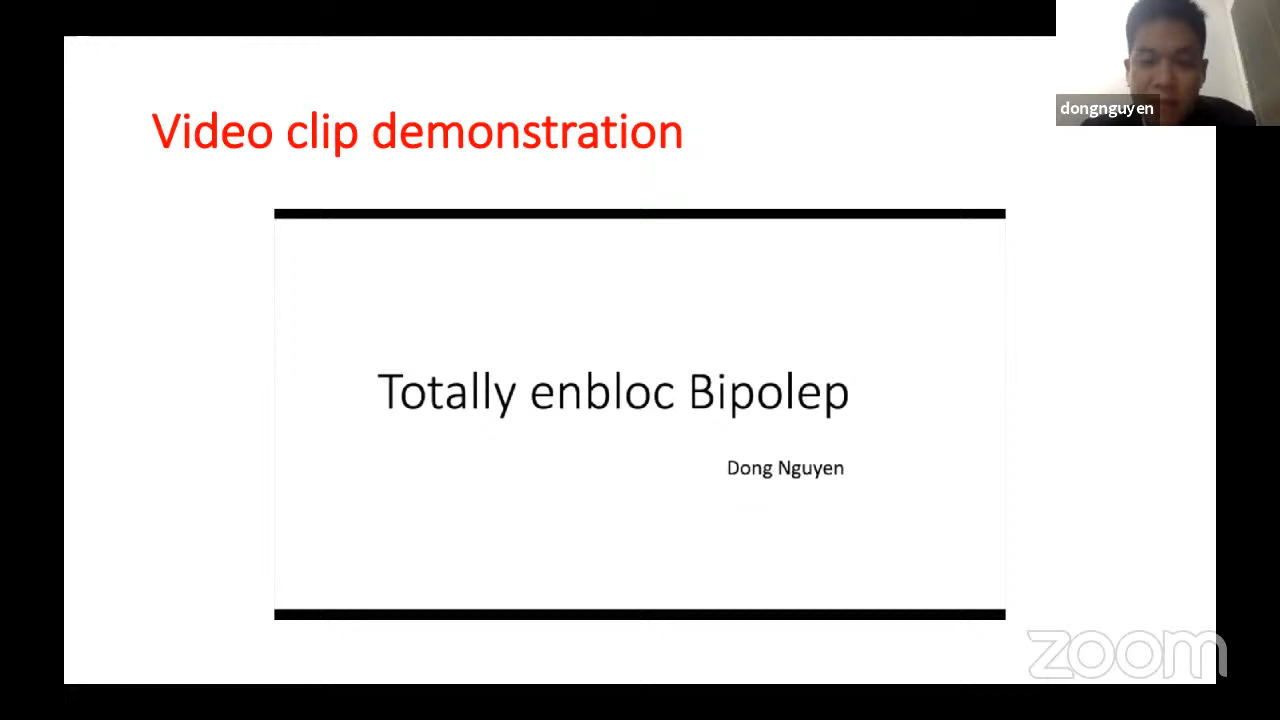 dongnguyen
Video clip demonstration
Totally enbloc Bipolep
Dong Nguyen
zoom